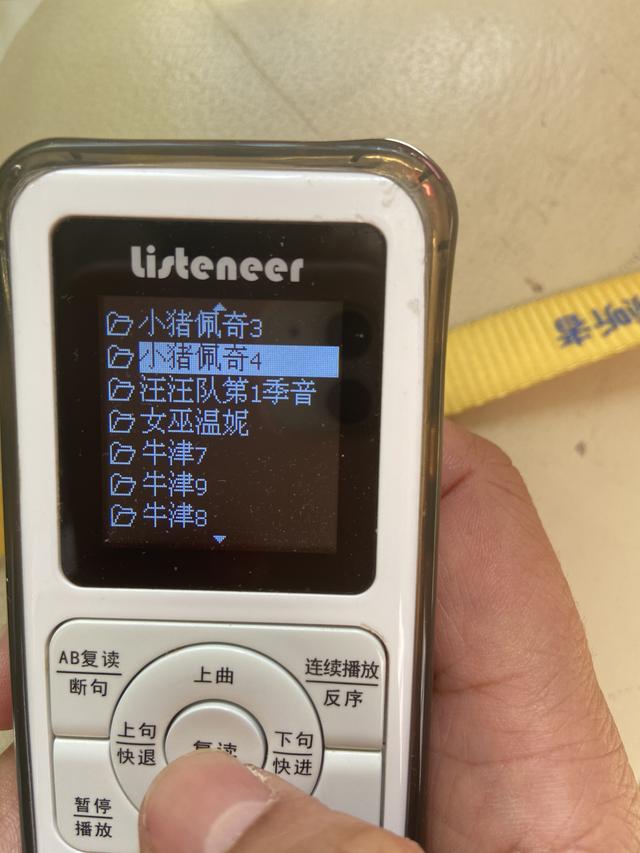 Listeneer
小猪佩奇3
小猪佩奇4
汪汪队第1季音
女巫温妮
牛津7
牛津9
牛津8
AB复读
断句
上曲
连续播放
反序
上句
快退
复读
下句
快进
暂停
播放
听者